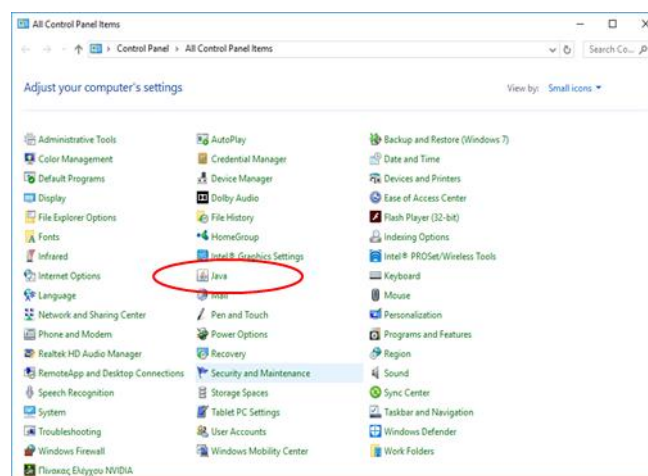 All Control Panel Items
Control Panel > All Control Panel Items
Search Co...
Adjust your computer's settings
View by: Small icons
Administrative Tools
AutoPlay
Backup and Restore (Windows 7)
Color Management
Credential Manager
Date and Time
Default Programs
Device Manager
Devices and Printers
Display
Dolby Audio
Ease of Access Center
File Explorer Options
File History
Flash Player (32-bit)
Fonts
HomeGroup
Indexing Options
Infrared
Intel® Graphics Settings
Intel® PROSet/Wireless Tools
Internet Options
Java
Keyboard
Language
Mail
Mouse
Network and Sharing Center
Pen and Touch
Personalization
Phone and Modem
Power Options
Programs and Features
Realtek HD Audio Manager
Recovery
Region
RemoteApp and Desktop Connections
Security and Maintenance
Sound
Speech Recognition
Storage Spaces
Sync Center
System
Tablet PC Settings
Taskbar and Navigation
Troubleshooting
User Accounts
Windows Defender
Windows Firewall
Windows Mobility Center
Work Folders
Πίνακας Ελέγχου NVIDIA